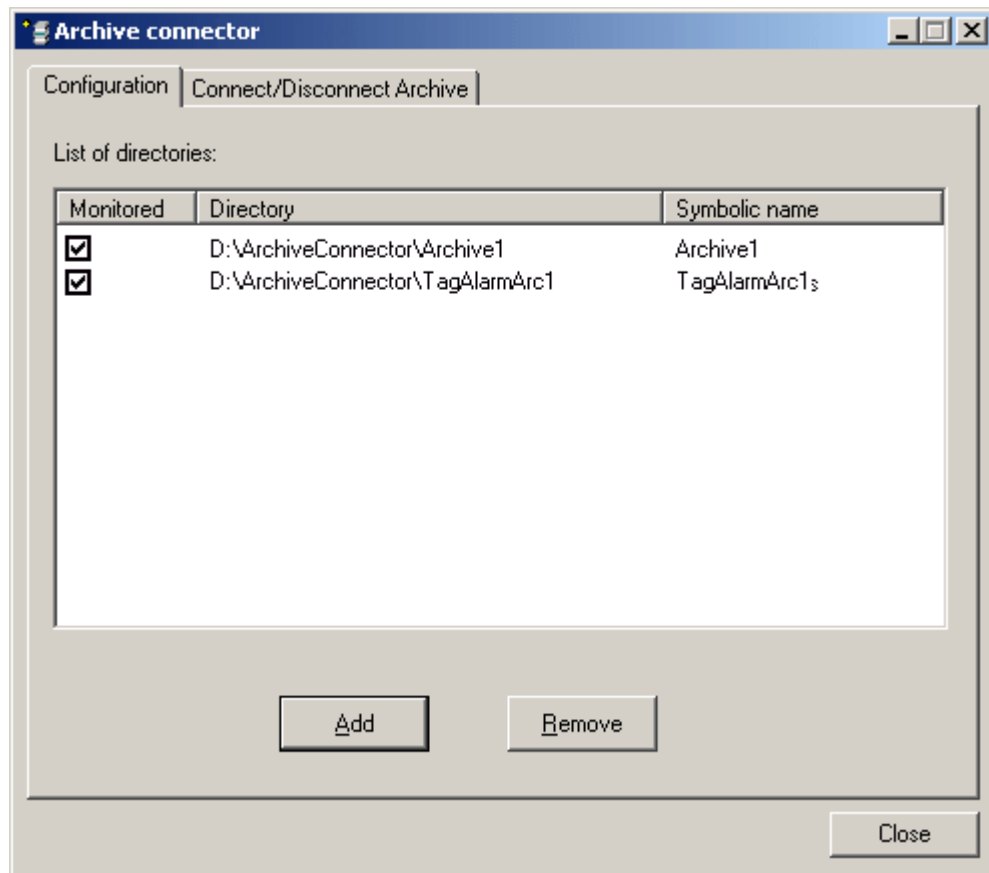 Archive connector
Configuration Connect/Disconnect Archive
List of directories:
Monitored Directory Symbolic name
D:\ArchiveConnector\Archive1 Archive1
D:\ArchiveConnector\TagAlarmArc1 TagAlarmArc1s
Add Remove
Close